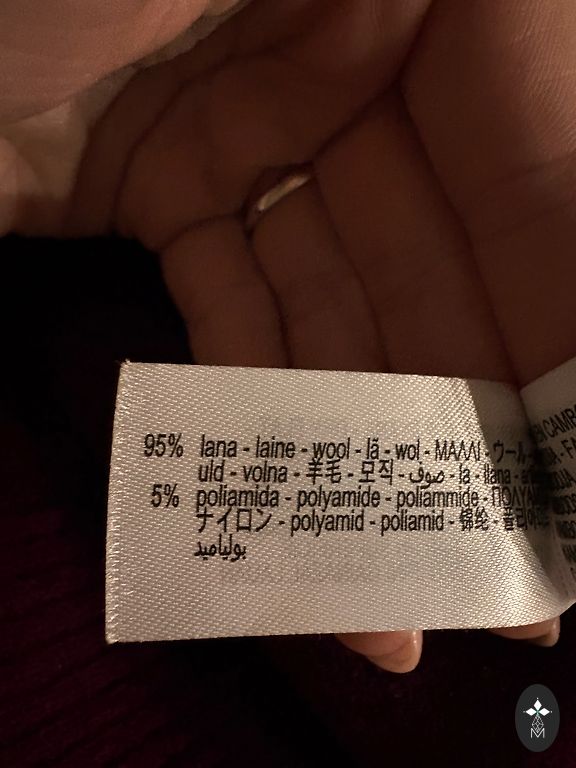 95% lana - laine - wool - lã - wol - ΜΑΛΛΙ - ウール -
uld - volna - 羊毛 - 모직 - صوف - la - llana -
5% poliamida - polyamide - poliammide -
ナイロン - polyamid - poliamid - 锦纶 -
بولياميد
M